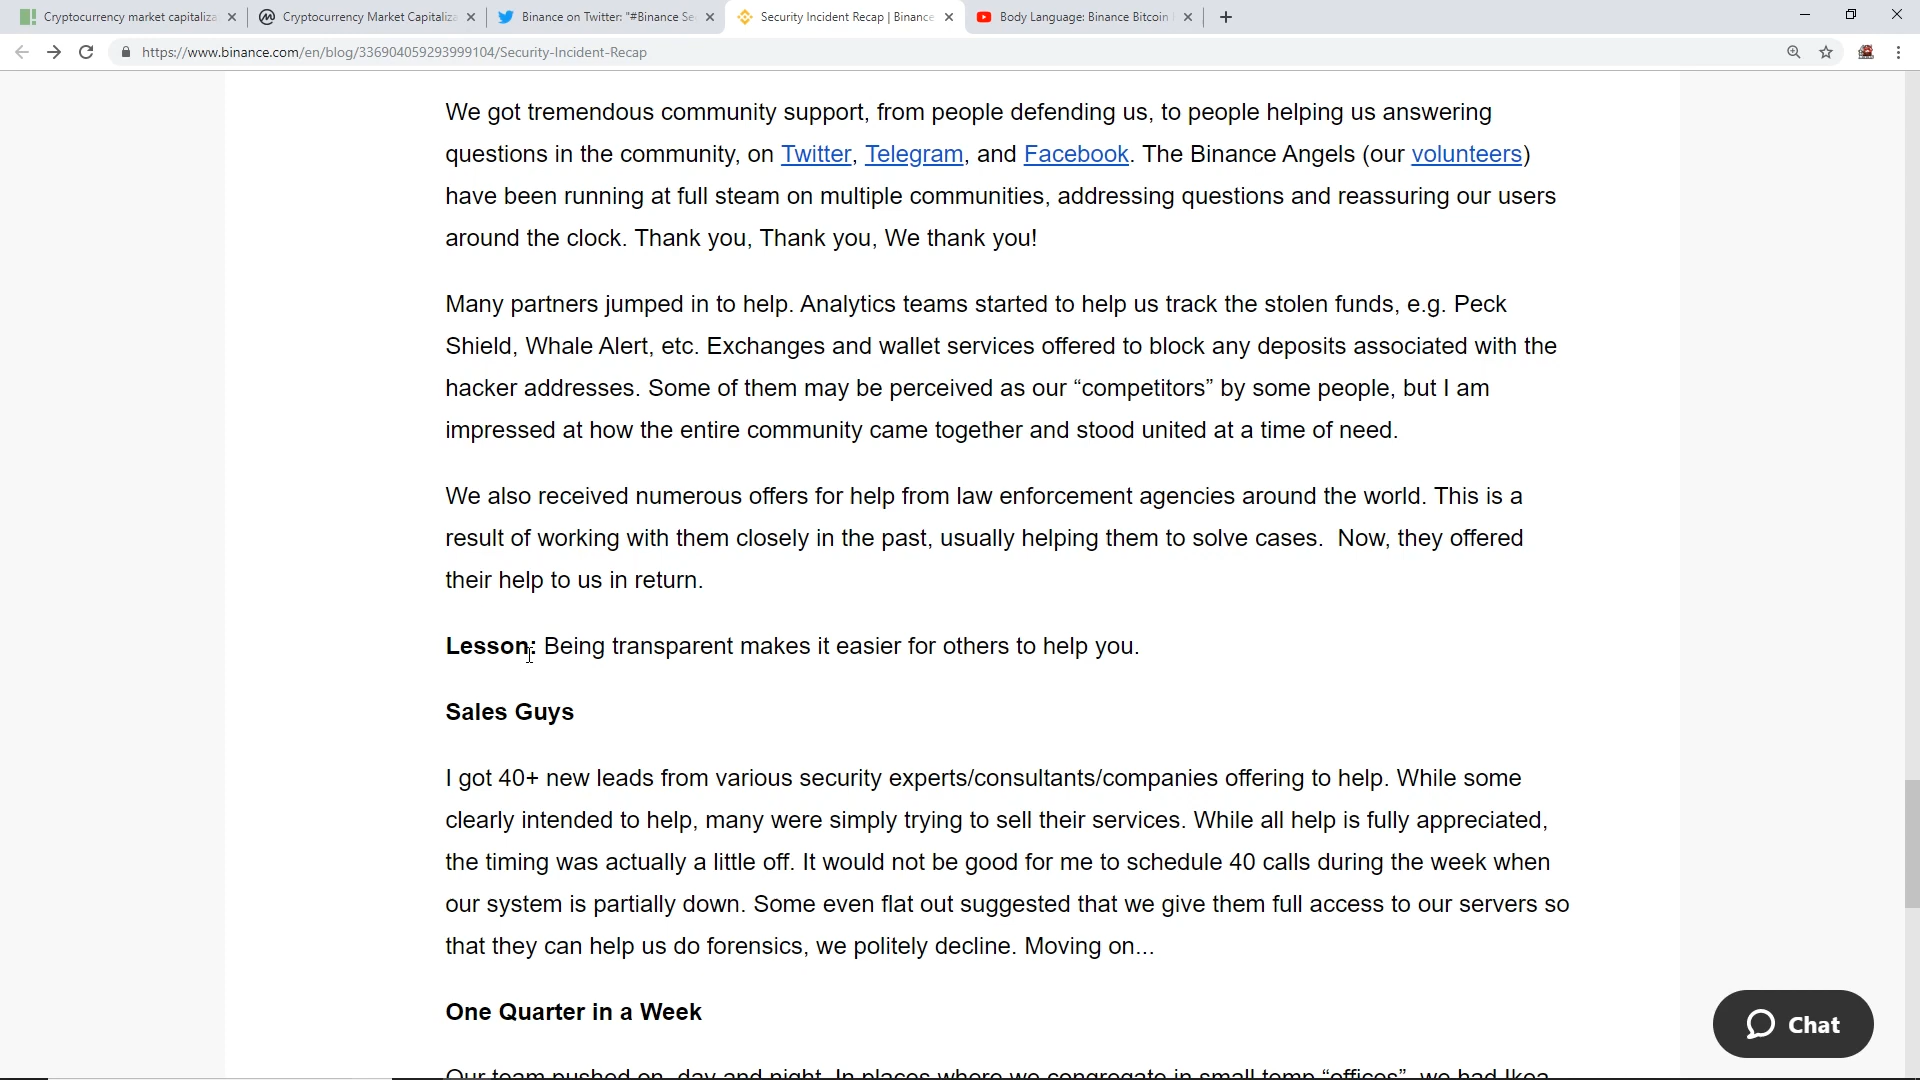 Cryptocurrency market capitaliza
Cryptocurrency Market Capitaliza
Binance on Twitter: "#Binance Se
Security Incident Recap | Binance
Body Language: Binance Bitcoin
https://www.binance.com/en/blog/336904059293999104/Security-Incident-Recap
We got tremendous community support, from people defending us, to people helping us answering
questions in the community, on Twitter, Telegram, and Facebook. The Binance Angels (our volunteers)
have been running at full steam on multiple communities, addressing questions and reassuring our users
around the clock. Thank you, Thank you, We thank you!
Many partners jumped in to help. Analytics teams started to help us track the stolen funds, e.g. Peck
Shield, Whale Alert, etc. Exchanges and wallet services offered to block any deposits associated with the
hacker addresses. Some of them may be perceived as our “competitors” by some people, but I am
impressed at how the entire community came together and stood united at a time of need.
We also received numerous offers for help from law enforcement agencies around the world. This is a
result of working with them closely in the past, usually helping them to solve cases.  Now, they offered
their help to us in return.
Lesson: Being transparent makes it easier for others to help you.
Sales Guys
I got 40+ new leads from various security experts/consultants/companies offering to help. While some
clearly intended to help, many were simply trying to sell their services. While all help is fully appreciated,
the timing was actually a little off. It would not be good for me to schedule 40 calls during the week when
our system is partially down. Some even flat out suggested that we give them full access to our servers so
that they can help us do forensics, we politely decline. Moving on...
One Quarter in a Week
Our team pushed on, day and night. In places where we congregate in small temp “offices”, we had Ikea
Chat